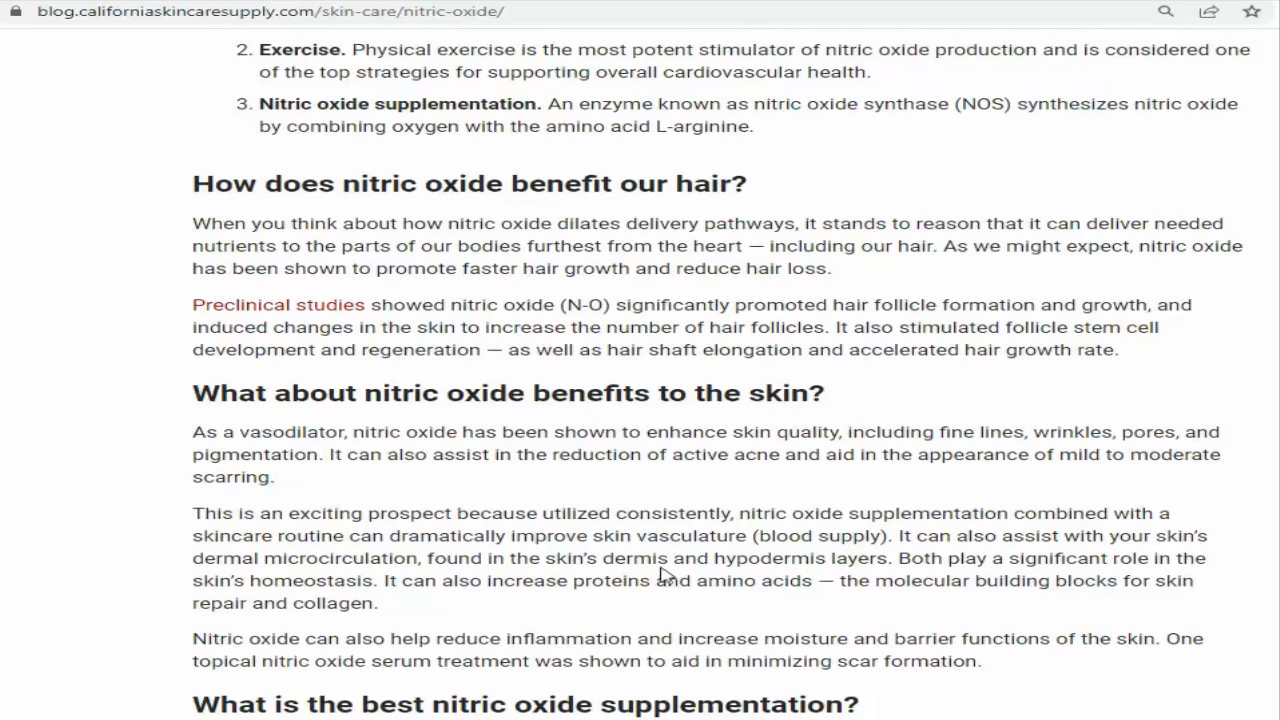 blog.californiaskincaresupply.com/skin-care/nitric-oxide/
2. Exercise. Physical exercise is the most potent stimulator of nitric oxide production and is considered one
of the top strategies for supporting overall cardiovascular health.
3. Nitric oxide supplementation. An enzyme known as nitric oxide synthase (NOS) synthesizes nitric oxide
by combining oxygen with the amino acid L-arginine.
How does nitric oxide benefit our hair?
When you think about how nitric oxide dilates delivery pathways, it stands to reason that it can deliver needed
nutrients to the parts of our bodies furthest from the heart — including our hair. As we might expect, nitric oxide
has been shown to promote faster hair growth and reduce hair loss.
Preclinical studies showed nitric oxide (N-O) significantly promoted hair follicle formation and growth, and
induced changes in the skin to increase the number of hair follicles. It also stimulated follicle stem cell
development and regeneration — as well as hair shaft elongation and accelerated hair growth rate.
What about nitric oxide benefits to the skin?
As a vasodilator, nitric oxide has been shown to enhance skin quality, including fine lines, wrinkles, pores, and
pigmentation. It can also assist in the reduction of active acne and aid in the appearance of mild to moderate
scarring.
This is an exciting prospect because utilized consistently, nitric oxide supplementation combined with a
skincare routine can dramatically improve skin vasculature (blood supply). It can also assist with your skin's
dermal microcirculation, found in the skin's dermis and hypodermis layers. Both play a significant role in the
skin's homeostasis. It can also increase proteins and amino acids — the molecular building blocks for skin
repair and collagen.
Nitric oxide can also help reduce inflammation and increase moisture and barrier functions of the skin. One
topical nitric oxide serum treatment was shown to aid in minimizing scar formation.
What is the best nitric oxide supplementation?